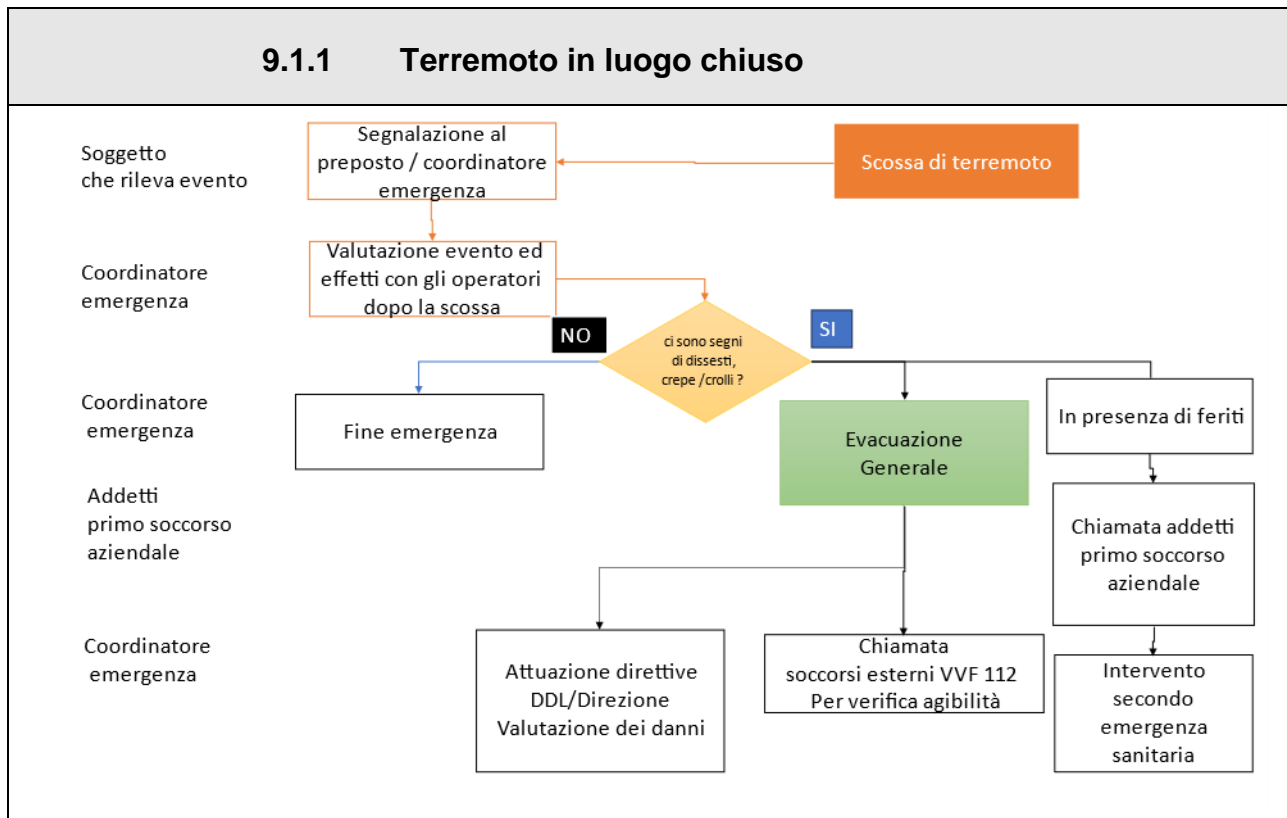 9.1.1 Terremoto in luogo chiuso
Soggetto
che rileva evento
Segnalazione al
preposto / coordinatore
emergenza
Scossa di terremoto
Coordinatore
emergenza
Valutazione evento ed
effetti con gli operatori
dopo la scossa
NO
ci sono segni
di dissesti,
crepe /crolli ?
SI
Coordinatore
emergenza
Fine emergenza
Evacuazione
Generale
In presenza di feriti
Addetti
primo soccorso
aziendale
Chiamata addetti
primo soccorso
aziendale
Coordinatore
emergenza
Attuazione direttive
DDL/Direzione
Valutazione dei danni
Chiamata
soccorsi esterni VVF 112
Per verifica agibilità
Intervento
secondo
emergenza
sanitaria